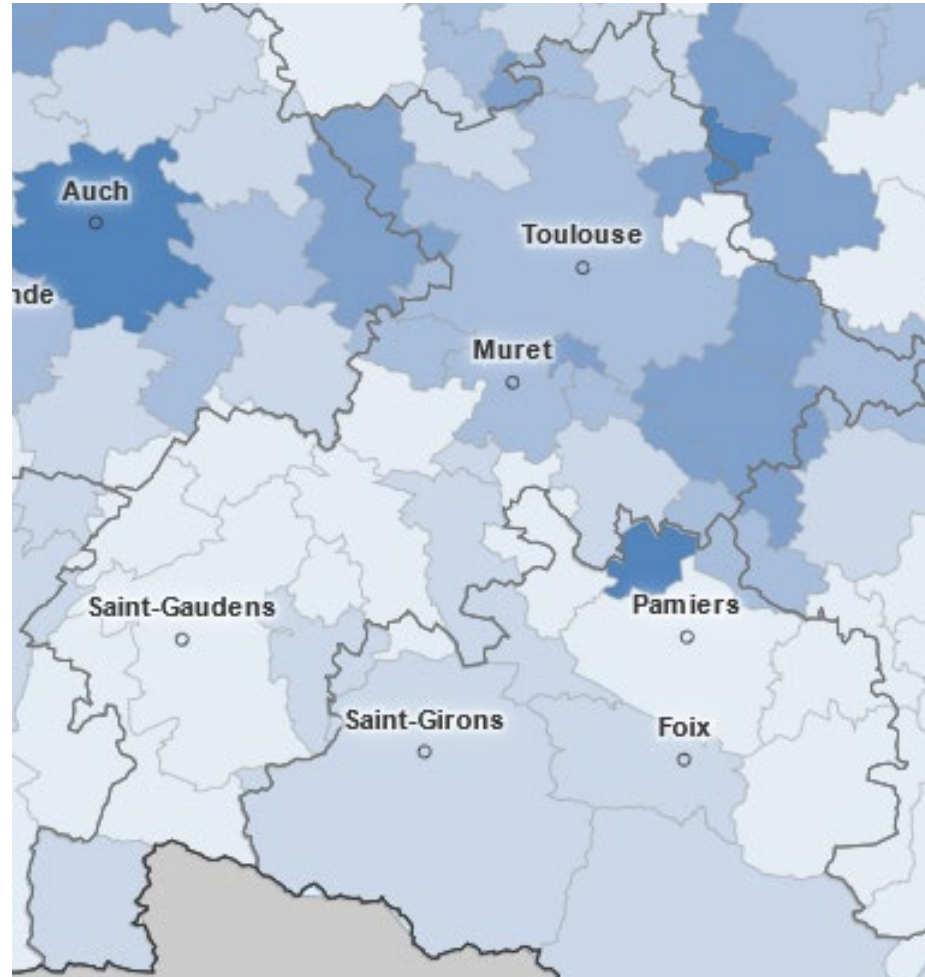 Auch
Toulouse
nde
Muret
Saint-Gaudens
Pamiers
Saint-Girons
Foix